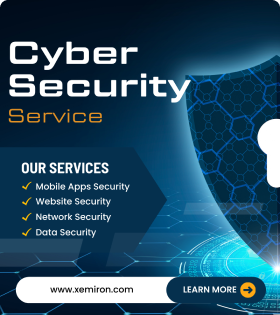 Cyber
Security
Service
OUR SERVICES
Mobile Apps Security
Website Security
Network Security
Data Security
www.xemiron.com
LEARN MORE